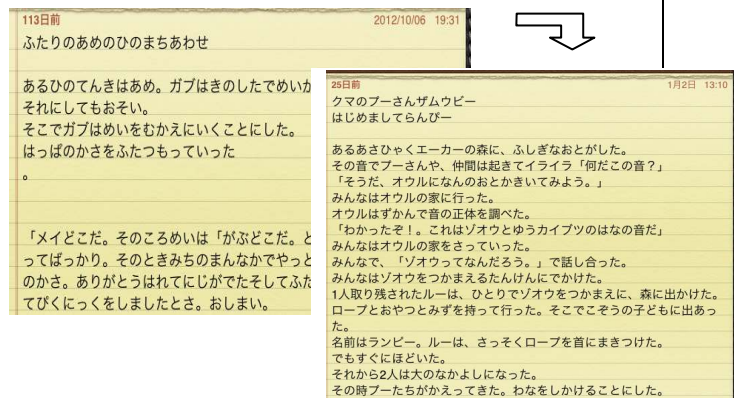 113日前 2012/10/06 19:31
ふたりのあめのひのまちあわせ
あるひのてんきはあめ。ガブはきのしたでめいか
それにしてもおそい。
そこでガブはめいをむかえにいくことにした。
はっぱのかさをふたつもっていった
。
「メイどこだ。そのころめいは「がぶどこだ。と
ってばっかり。そのときみちのまんなかでやっと
のかさ。ありがとうはれてにじがでたそしてふた
てぴくにっくをしましたとさ。おしまい。
25日前 1月2日 13:10
クマのプーさんザムウビー
はじめましてらんぴー
あるあさひゃくエーカーの森に、ふしぎなおとがした。
その音でプーさんや、仲間は起きてイライラ「何だこの音？」
「そうだ、オウルになんのおとかきいてみよう。」
みんなはオウルの家に行った。
オウルはずかんで音の正体を調べた。
「わかったぞ！。これはゾオウとゆうカイブツのはなの音だ」
みんなはオウルの家をさっていった。
みんなで、「ゾオウってなんだろう。」で話し合った。
みんなはゾオウをつかまえるたんけんにでかけた。
1人取り残されたルーは、ひとりでゾオウをつかまえに、森に出かけた。
ロープとおやつとみずを持って行った。そこでこぞうの子どもに出あっ
た。
名前はランピー。ルーは、さっそくロープを首にまきつけた。
でもすぐにほどいた。
それから2人は大のなかよしになった。
その時プーたちがかえってきた。わなをしかけることにした。